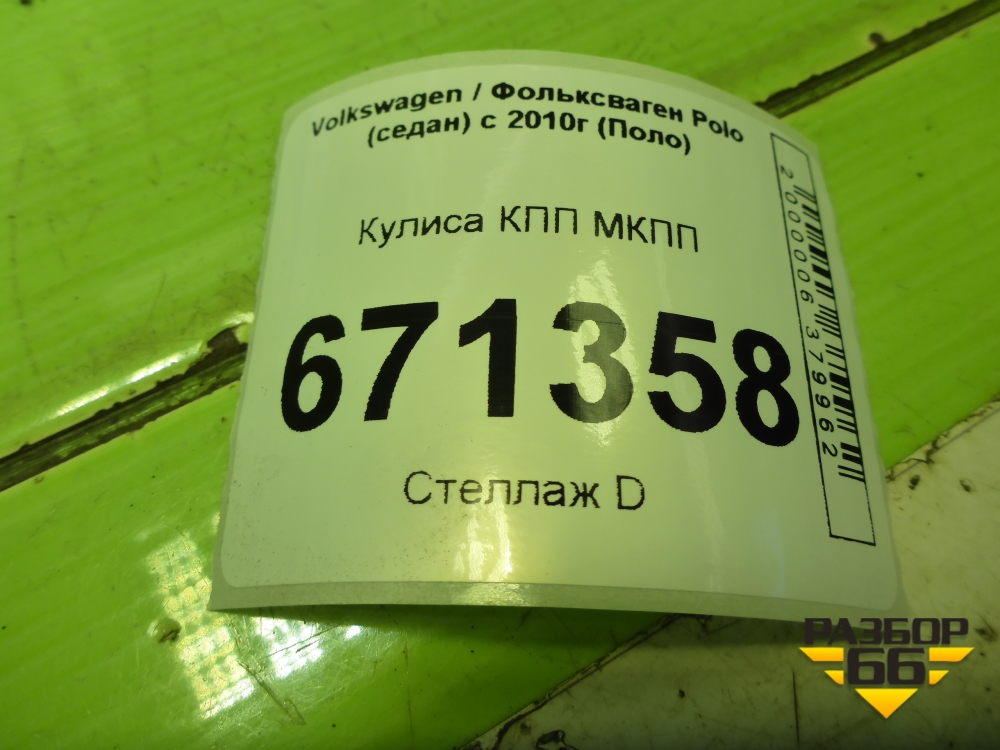 Volkswagen / Фольксваген Polo
(седан) с 2010г (Поло)
Кулиса КПП МКПП
671358
Стеллаж D
2000006379962
РАЗБОР
66